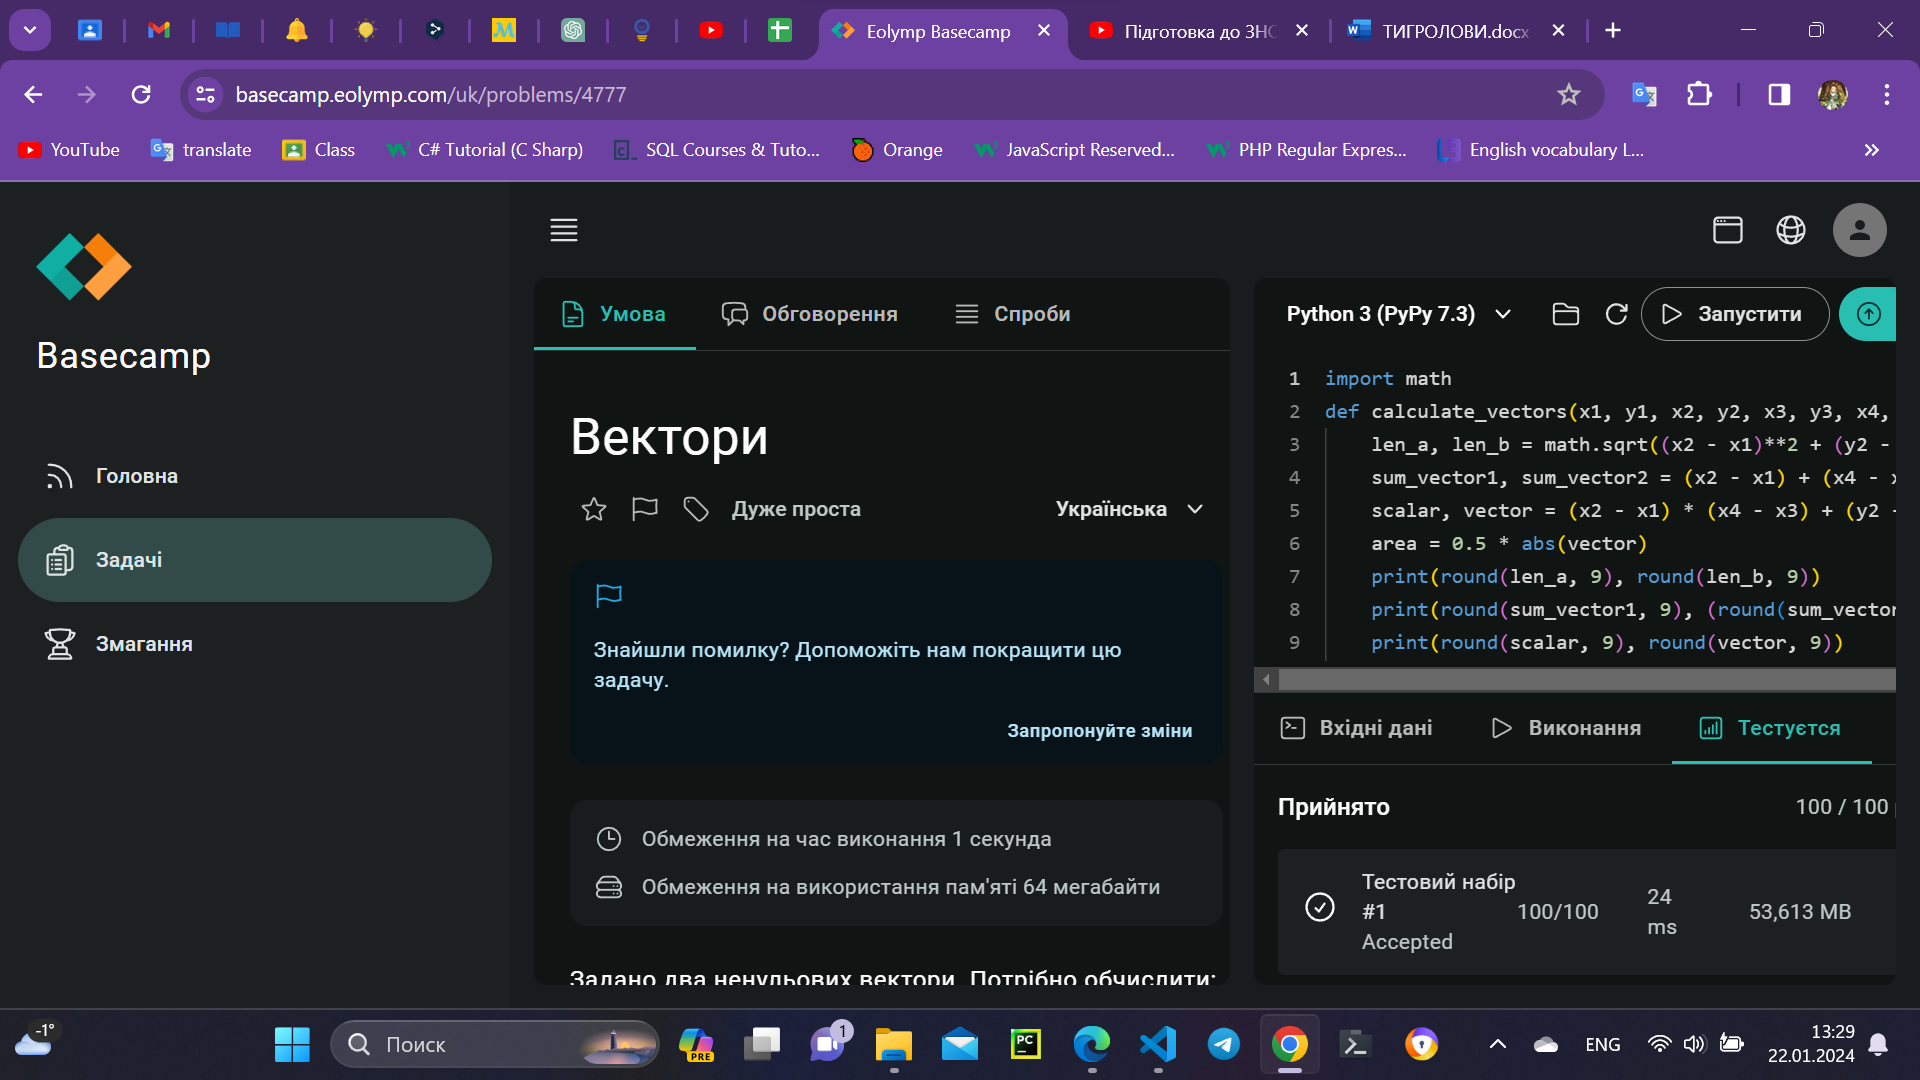 Eolymp Basecamp
Підготовка до ЗНО
ТИГРОЛОВИ.docx
basecamp.eolymp.com/uk/problems/4777
YouTube
translate
Class
C# Tutorial (C Sharp)
SQL Courses & Tuto...
Orange
JavaScript Reserved...
PHP Regular Expres...
English vocabulary L...
Basecamp
Головна
Задачі
Змагання
Умова
Обговорення
Спроби
Вектори
Дуже проста
Українська
Знайшли помилку? Допоможіть нам покращити цю
задачу.
Запропонуйте зміни
Обмеження на час виконання 1 секунда
Обмеження на використання пам'яті 64 мегабайти
Задано два ненульових вектори. Потрібно обчислити:
Python 3 (PyPy 7.3)
Запустити
1 import math
2 def calculate_vectors(x1, y1, x2, y2, x3, y3, x4,
3 len_a, len_b = math.sqrt((x2 - x1)**2 + (y2 -
4 sum_vector1, sum_vector2 = (x2 - x1) + (x4 - x
5 scalar, vector = (x2 - x1) * (x4 - x3) + (y2 -
6 area = 0.5 * abs(vector)
7 print(round(len_a, 9), round(len_b, 9))
8 print(round(sum_vector1, 9), (round(sum_vector
9 print(round(scalar, 9), round(vector, 9))
Вхідні дані
Виконання
Тестуєтся
Прийнято
100 / 100
Тестовий набір
#1
Accepted
100/100
24
ms
53,613 MB
-1°
Поиск
PRE
1
PC
ENG
13:29
22.01.2024